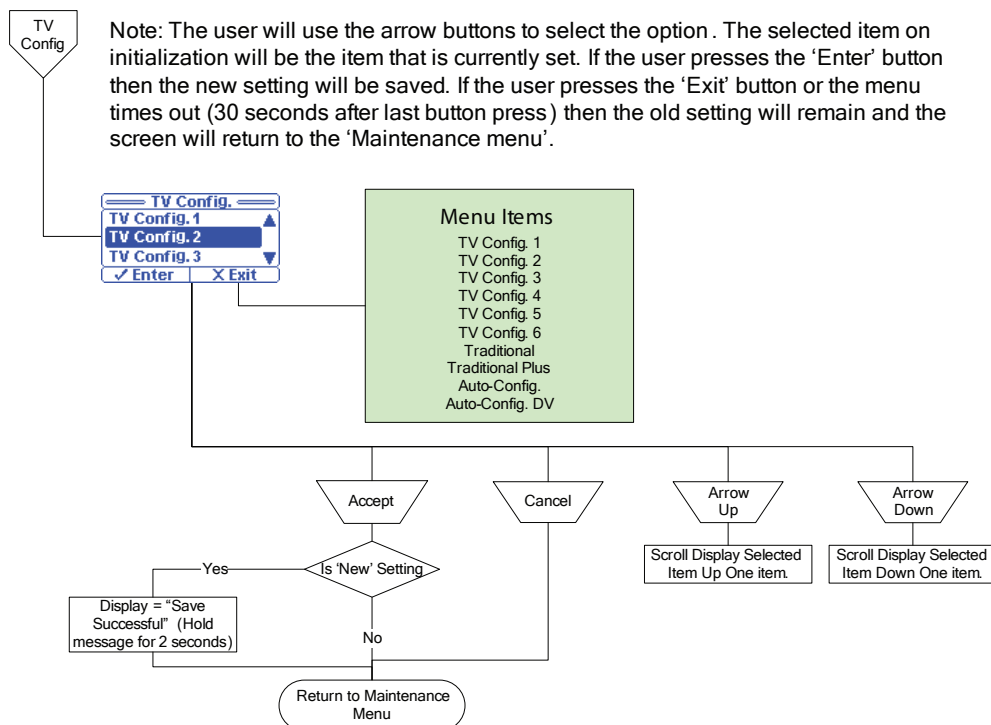 TV
Config
Note: The user will use the arrow buttons to select the option. The selected item on
initialization will be the item that is currently set. If the user presses the ‘Enter’ button
then the new setting will be saved. If the user presses the ‘Exit’ button or the menu
times out (30 seconds after last button press) then the old setting will remain and the
screen will return to the ‘Maintenance menu’.
TV Config.
TV Config. 1
TV Config. 2
TV Config. 3
✓ Enter X Exit
Menu Items
TV Config. 1
TV Config. 2
TV Config. 3
TV Config. 4
TV Config. 5
TV Config. 6
Traditional
Traditional Plus
Auto-Config.
Auto-Config. DV
Accept
Cancel
Arrow
Up
Arrow
Down
Scroll Display Selected
Item Up One item.
Scroll Display Selected
Item Down One item.
Is ‘New’ Setting
Yes
Display = “Save
Successful” (Hold
message for 2 seconds)
No
Return to Maintenance
Menu